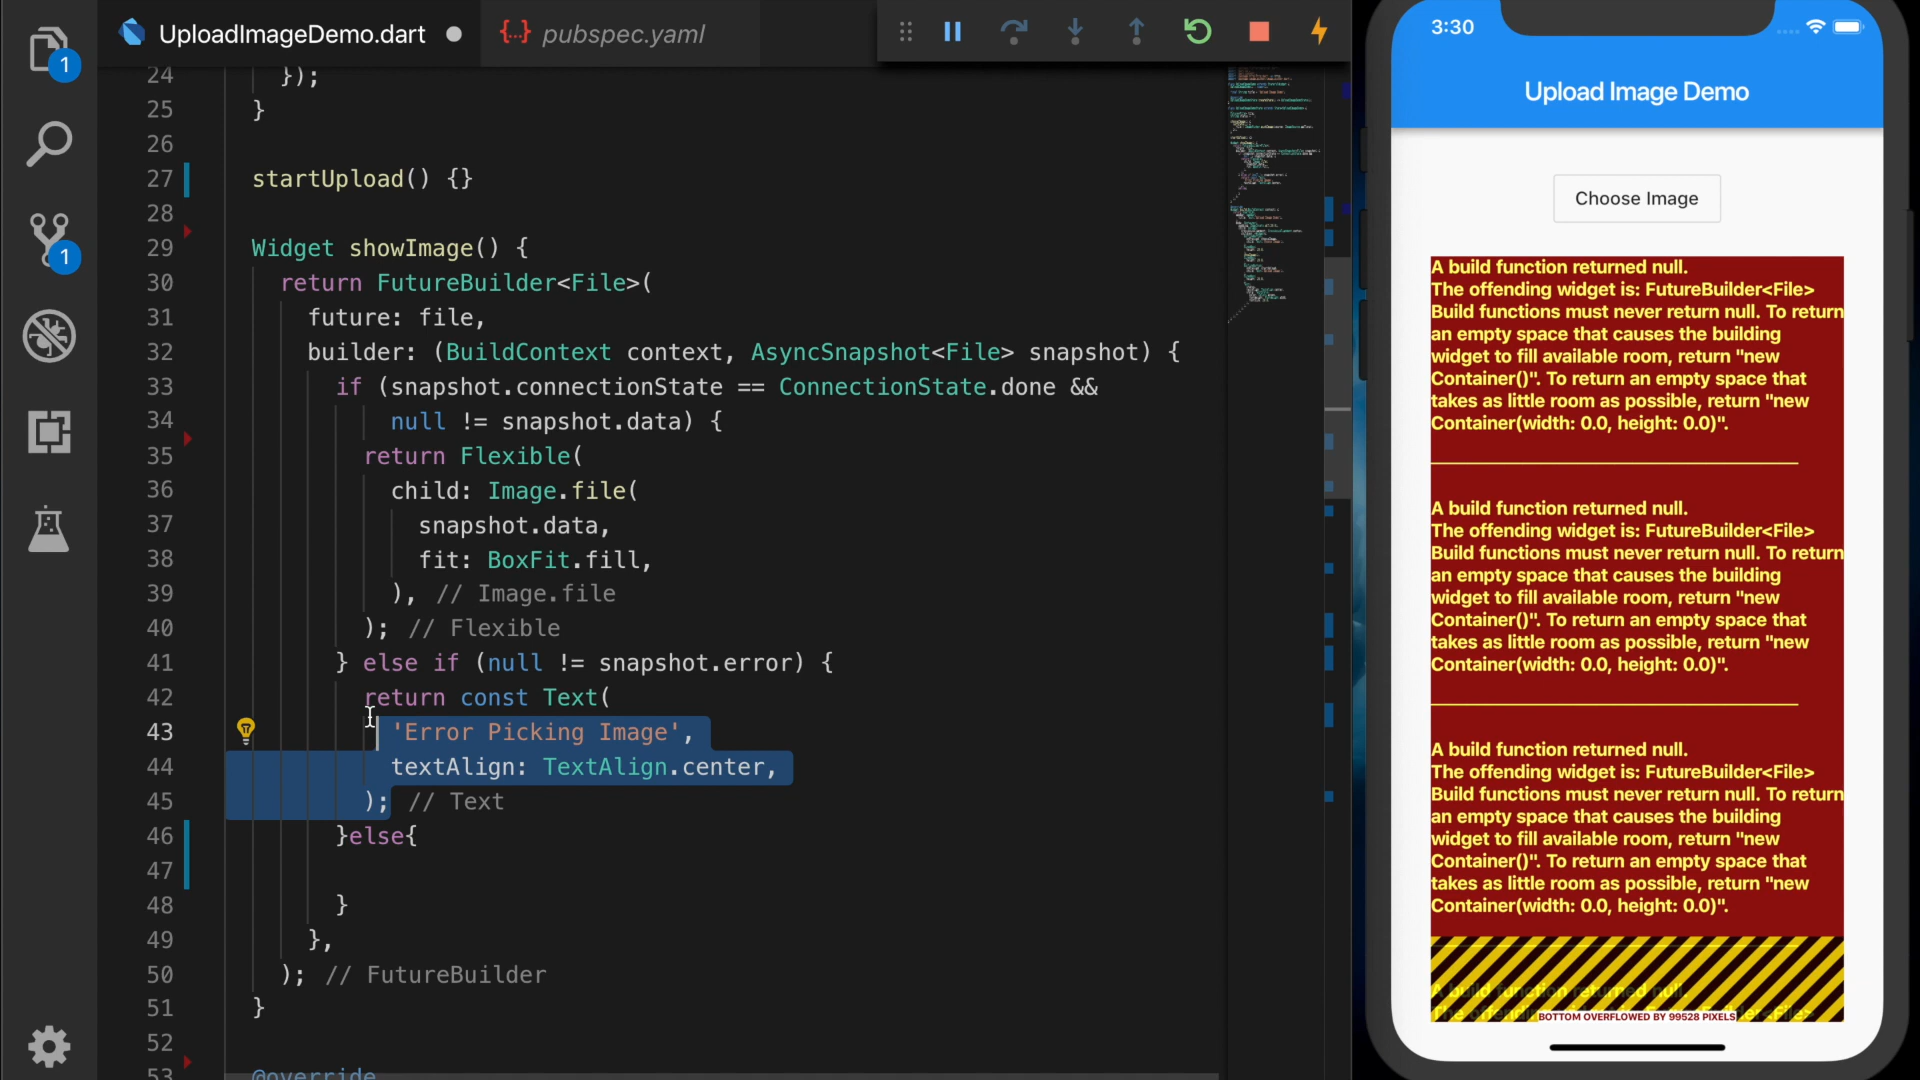 UploadImageDemo.dart
pubspec.yaml
1
1
24 });
25 }
26
27 startUpload() {}
28
29 Widget showImage() {
30 return FutureBuilder<File>(
31 future: file,
32 builder: (BuildContext context, AsyncSnapshot<File> snapshot) {
33 if (snapshot.connectionState == ConnectionState.done &&
34 null != snapshot.data) {
35 return Flexible(
36 child: Image.file(
37 snapshot.data,
38 fit: BoxFit.fill,
39 ), // Image.file
40 ); // Flexible
41 } else if (null != snapshot.error) {
42 return const Text(
43 'Error Picking Image',
44 textAlign: TextAlign.center,
45 ); // Text
46 }else{
47
48 }
49 },
50 ); // FutureBuilder
51 }
52
53 @override
3:30
Upload Image Demo
Choose Image
A build function returned null.
The offending widget is: FutureBuilder<File>
Build functions must never return null. To return
an empty space that causes the building
widget to fill available room, return "new
Container()". To return an empty space that
takes as little room as possible, return "new
Container(width: 0.0, height: 0.0)".
A build function returned null.
The offending widget is: FutureBuilder<File>
Build functions must never return null. To return
an empty space that causes the building
widget to fill available room, return "new
Container()". To return an empty space that
takes as little room as possible, return "new
Container(width: 0.0, height: 0.0)".
A build function returned null.
The offending widget is: FutureBuilder<File>
Build functions must never return null. To return
an empty space that causes the building
widget to fill available room, return "new
Container()". To return an empty space that
takes as little room as possible, return "new
Container(width: 0.0, height: 0.0)".
A build function returned null.
BOTTOM OVERFLOWED BY 99528 PIXELS